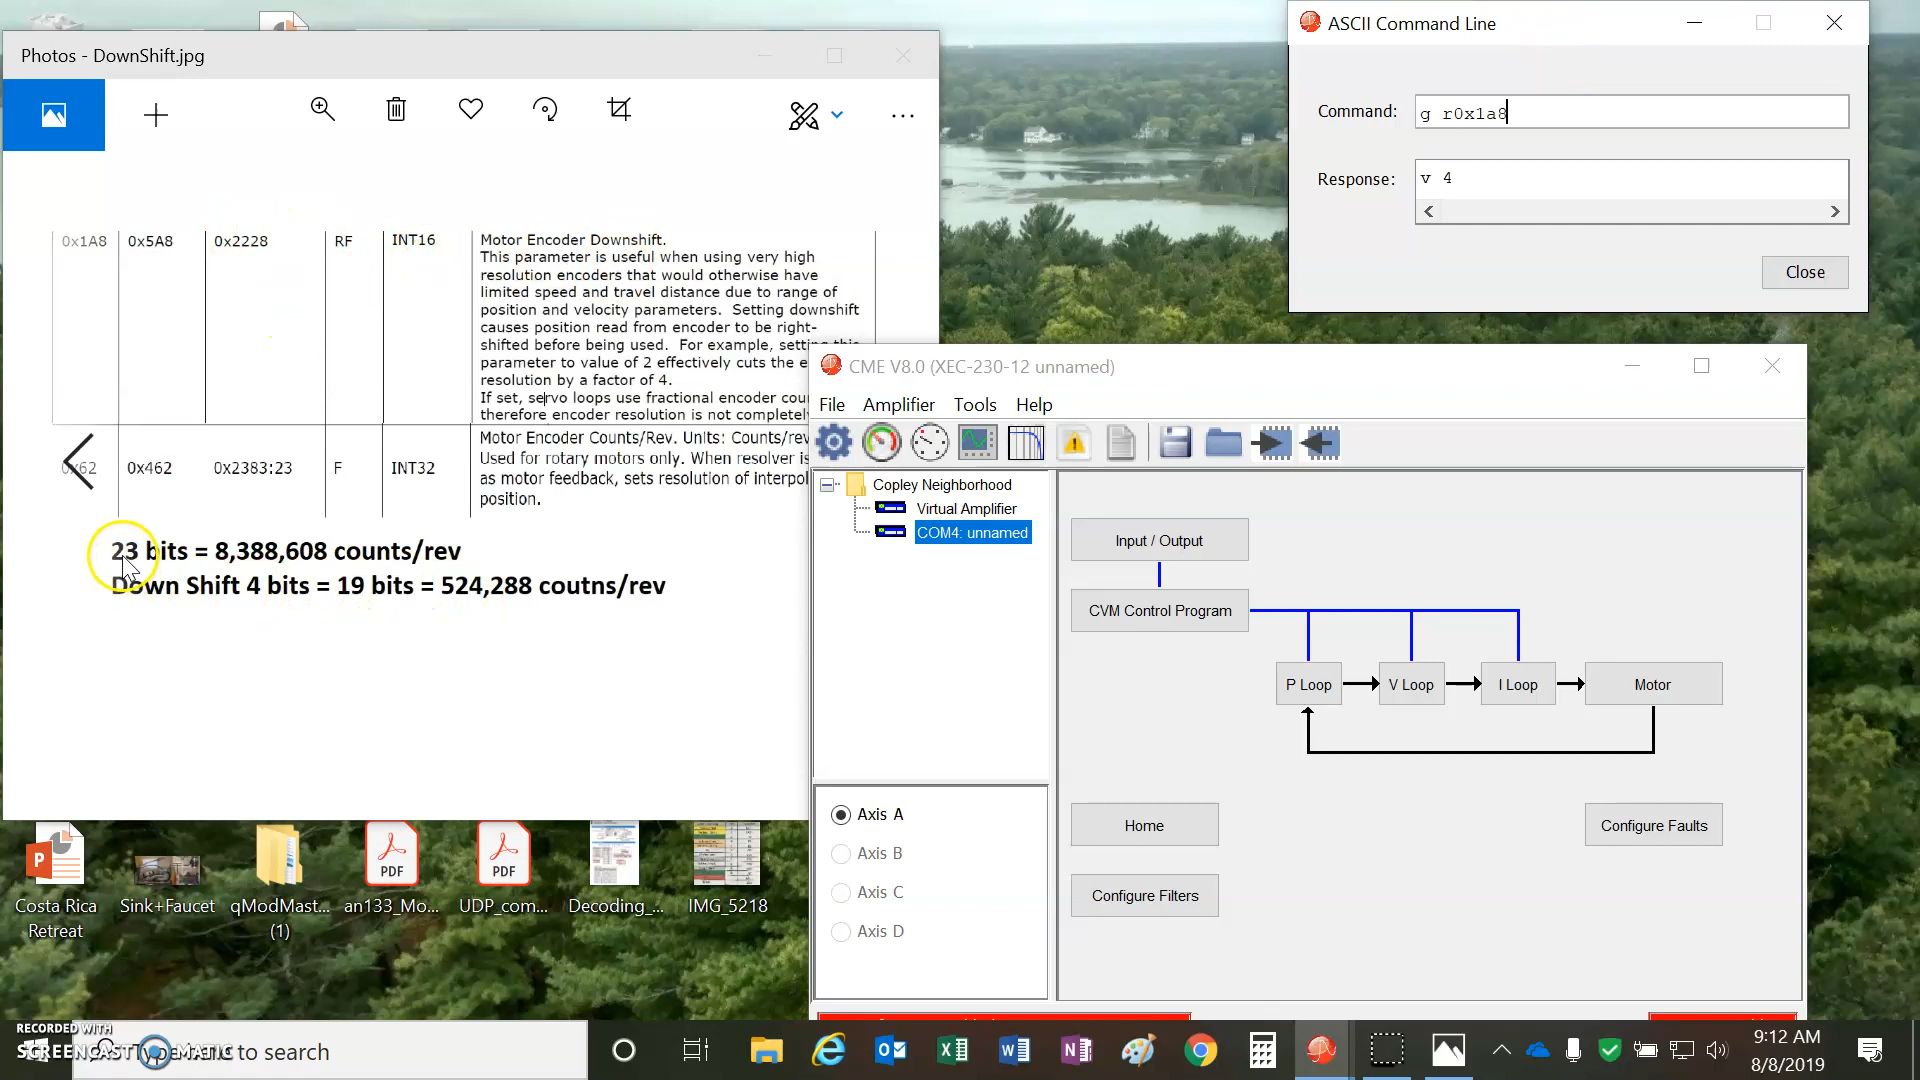 Photos - DownShift.jpg
0x1A8 0x5A8 0x2228 RF INT16 Motor Encoder Downshift.
This parameter is useful when using very high
resolution encoders that would otherwise have
limited speed and travel distance due to range of
position and velocity parameters. Setting downshift
causes position read from encoder to be right-
shifted before being used. For example, setting this
parameter to value of 2 effectively cuts the e
resolution by a factor of 4.
If set, servo loops use fractional encoder cou
therefore encoder resolution is not completely
0x62 0x462 0x2383:23 F INT32 Motor Encoder Counts/Rev. Units: Counts/rev
Used for rotary motors only. When resolver is
as motor feedback, sets resolution of interpol
position.
23 bits = 8,388,608 counts/rev
Down Shift 4 bits = 19 bits = 524,288 coutns/rev
ASCII Command Line
Command: g r0x1a8
Response: v 4
Close
CME V8.0 (XEC-230-12 unnamed)
File Amplifier Tools Help
Copley Neighborhood
Virtual Amplifier
COM4: unnamed
Axis A
Axis B
Axis C
Axis D
Input / Output
CVM Control Program
P Loop V Loop I Loop Motor
Home
Configure Faults
Configure Filters
Costa Rica
Retreat
Sink+Faucet
qModMast...
(1)
PDF
an133_Mo...
PDF
UDP_com...
Decoding_...
IMG_5218
RECORDED WITH
SCREENCAST MATIC
to search
9:12 AM
8/8/2019